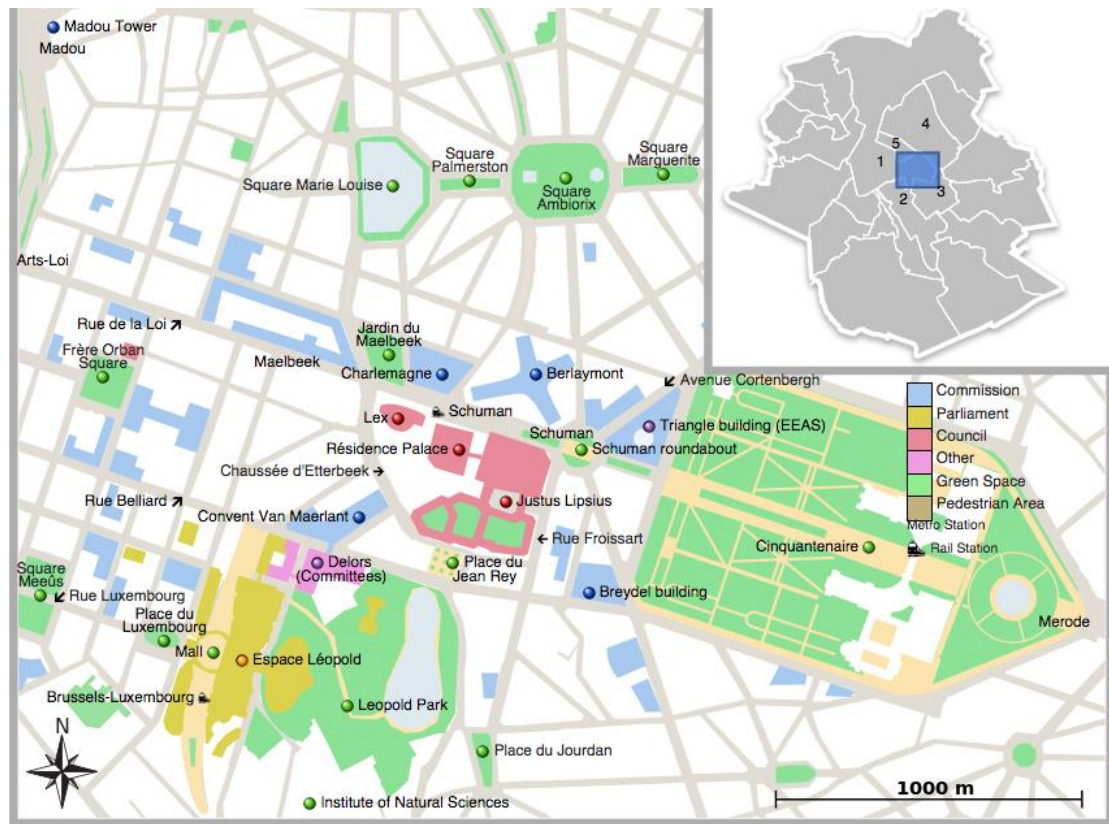 Madou Tower
Madou
Square
Palmerston
Square
Marguerite
Square Marie Louise
Square
Ambiorix
4
5
1
2
3
Arts-Loi
Rue de la Loi ↗
Frère Orban
Square
Maelbeek
Jardin du
Maelbeek
Charlemagne
Berlaymont
↙ Avenue Cortenbergh
Lex
Schuman
Schuman
Triangle building (EEAS)
Résidence Palace
Schuman roundabout
Chaussée d'Etterbeek →
Rue Belliard ↗
Justus Lipsius
Convent Van Maerlant
← Rue Froissart
Cinquantenaire
Delors
(Committees)
Place du
Jean Rey
Breydel building
Square
Meeûs
↙ Rue Luxembourg
Place du
Luxembourg
Mall
Espace Léopold
Merode
Brussels-Luxembourg
Leopold Park
Place du Jourdan
Institute of Natural Sciences
Commission
Parliament
Council
Other
Green Space
Pedestrian Area
Metro Station
Rail Station
N
1000 m